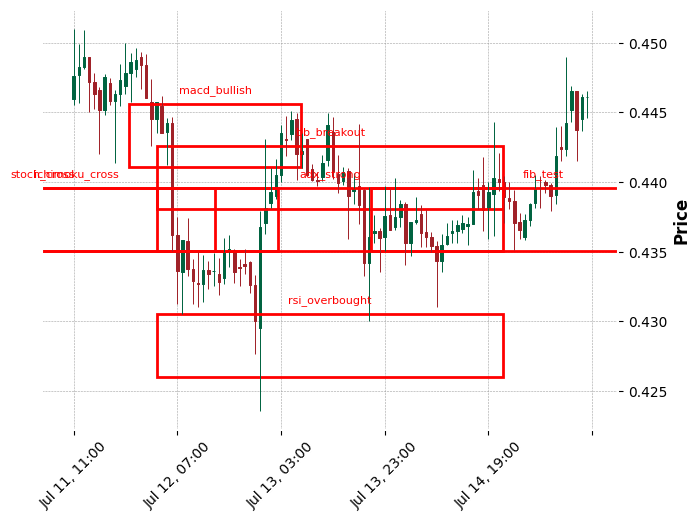 0.450
macd_bullish
0.445
bb_breakout
stoch_cross
ichimoku_cross
adx_strong
fib_test
0.440
Price
0.435
rsi_overbought
0.430
0.425
Jul 11, 11:00
Jul 12, 07:00
Jul 13, 03:00
Jul 13, 23:00
Jul 14, 19:00